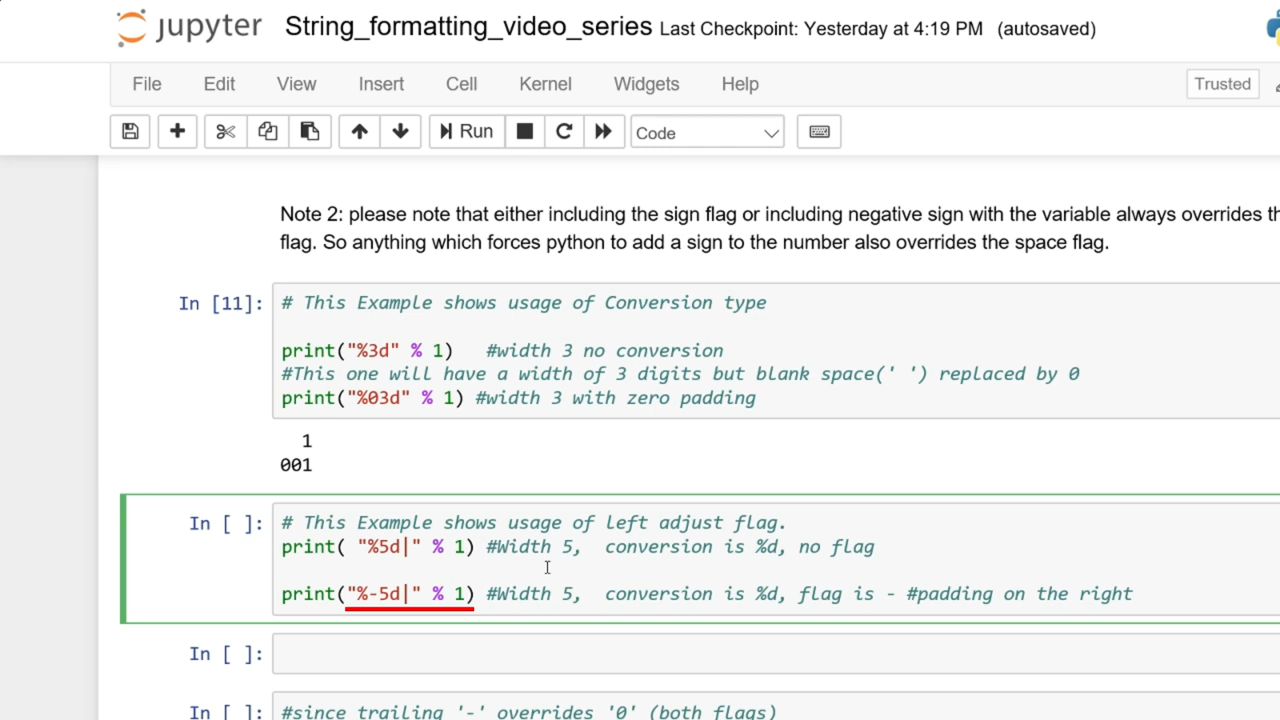 jupyter String_formatting_video_series Last Checkpoint: Yesterday at 4:19 PM (autosaved)
File Edit View Insert Cell Kernel Widgets Help Trusted
Run Code
Note 2: please note that either including the sign flag or including negative sign with the variable always overrides
flag. So anything which forces python to add a sign to the number also overrides the space flag.
In [11]: # This Example shows usage of Conversion type
print("%3d" % 1) #width 3 no conversion
#This one will have a width of 3 digits but blank space(' ') replaced by 0
print("%03d" % 1) #width 3 with zero padding
1
001
In [ ]: # This Example shows usage of left adjust flag.
print( "%5d|" % 1) #Width 5, conversion is %d, no flag
print("%-5d|" % 1) #Width 5, conversion is %d, flag is - #padding on the right
In [ ]:
In [ ]: #since trailing '-' overrides '0' (both flags)